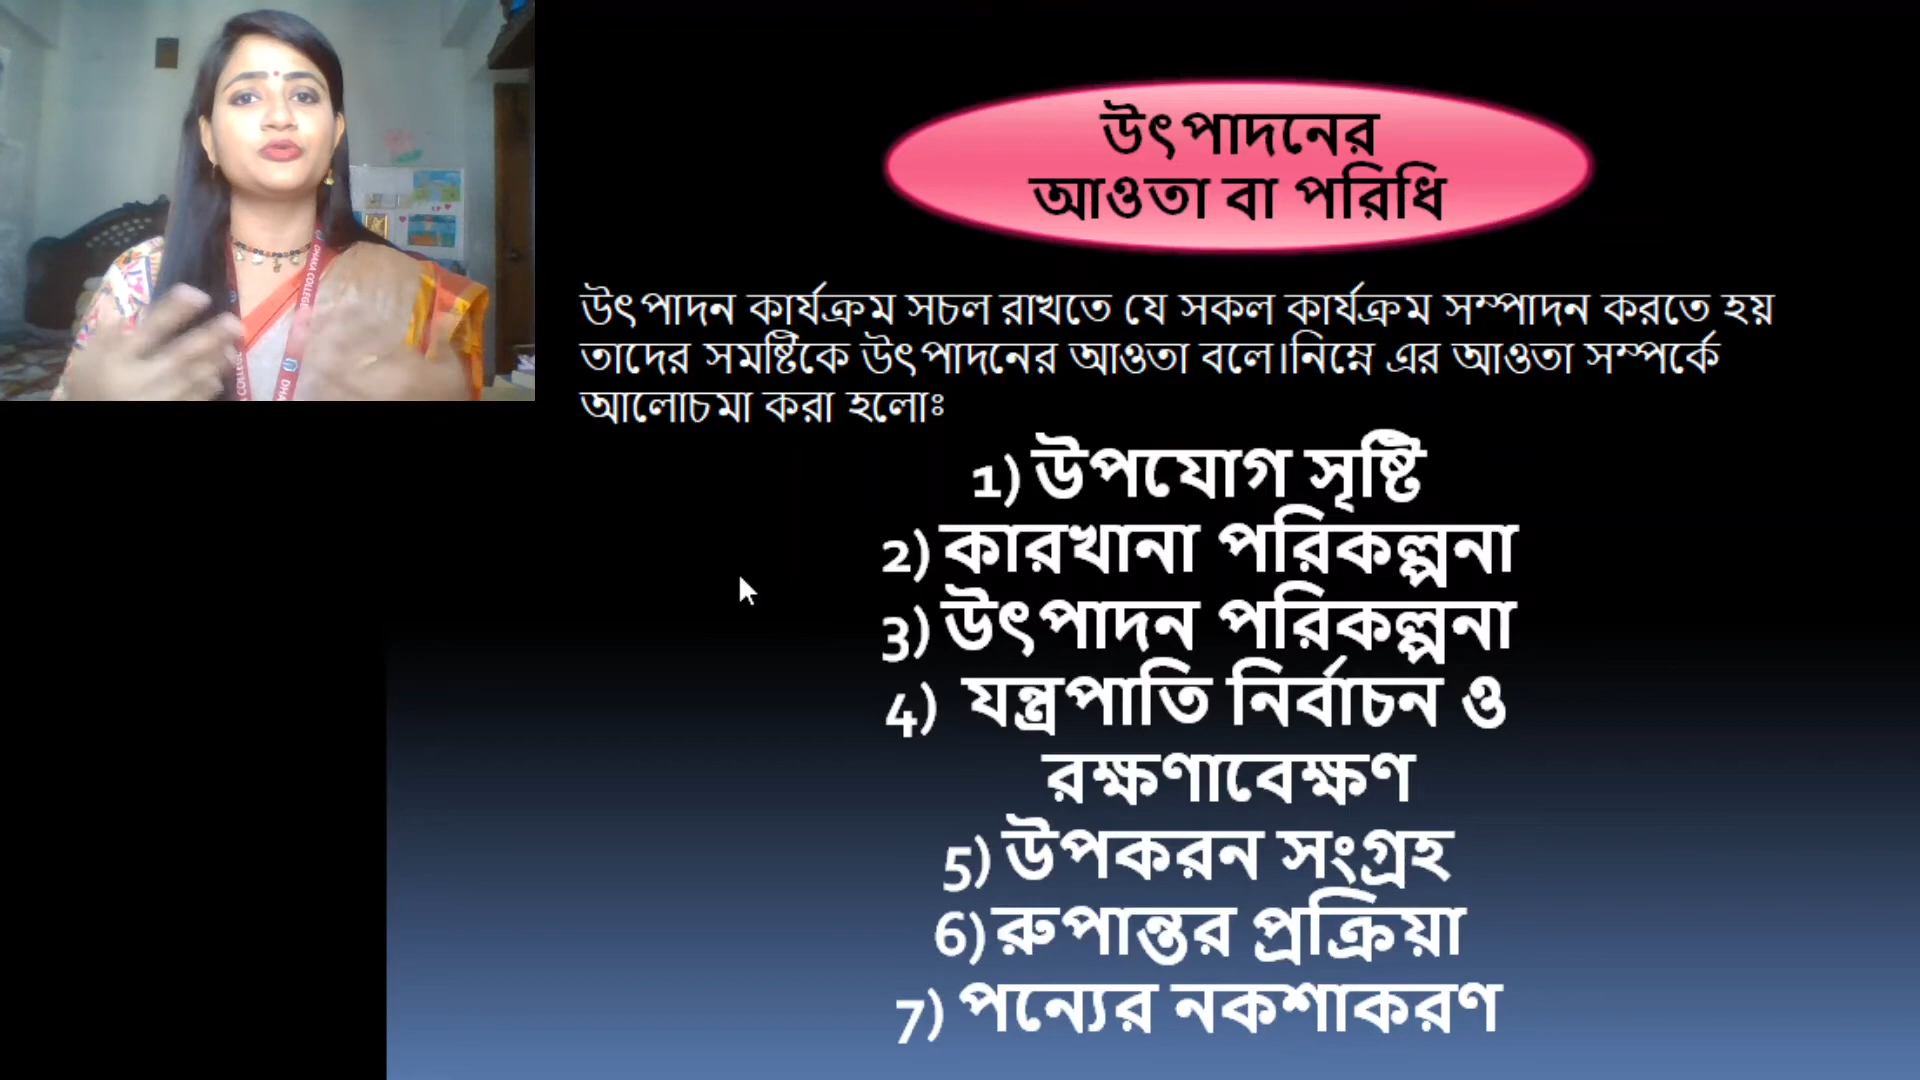 উৎপাদনের
আওতা বা পরিধি
উৎপাদন কার্যক্রম সচল রাখতে যে সকল কার্যক্রম সম্পাদন করতে হয়
তাদের সমষ্টিকে উৎপাদনের আওতা বলে।নিম্নে এর আওতা সম্পর্কে
আলোচমা করা হলোঃ
1) উপযোগ সৃষ্টি
2) কারখানা পরিকল্পনা
3) উৎপাদন পরিকল্পনা
4) যন্ত্রপাতি নির্বাচন ও
রক্ষণাবেক্ষণ
5) উপকরন সংগ্রহ
6) রুপান্তর প্রক্রিয়া
7) পন্যের নকশাকরণ
DHAKA COLLEGE